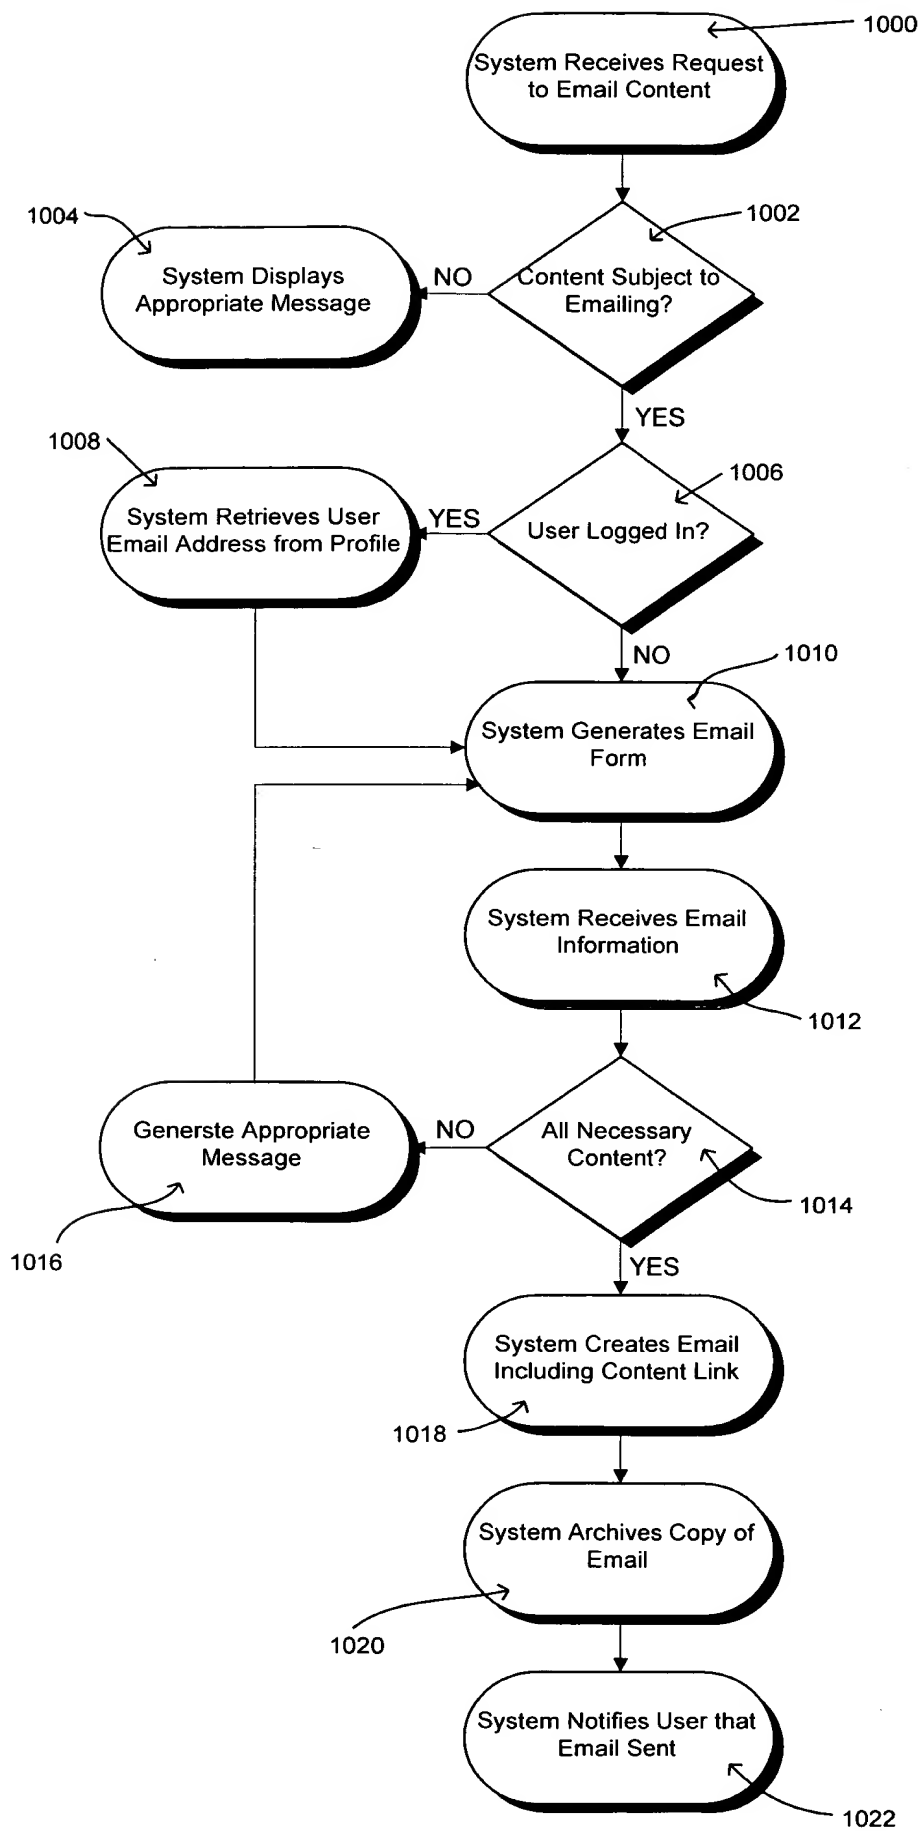 1000
System Receives Request
to Email Content
1002
1004
Content Subject to
Emailing?
NO
System Displays
Appropriate Message
YES
1006
1008
User Logged In?
YES
System Retrieves User
Email Address from Profile
NO
1010
System Generates Email
Form
System Receives Email
Information
1012
All Necessary
Content?
NO
Generste Appropriate
Message
1014
1016
YES
System Creates Email
Including Content Link
1018
System Archives Copy of
Email
1020
System Notifies User that
Email Sent
1022